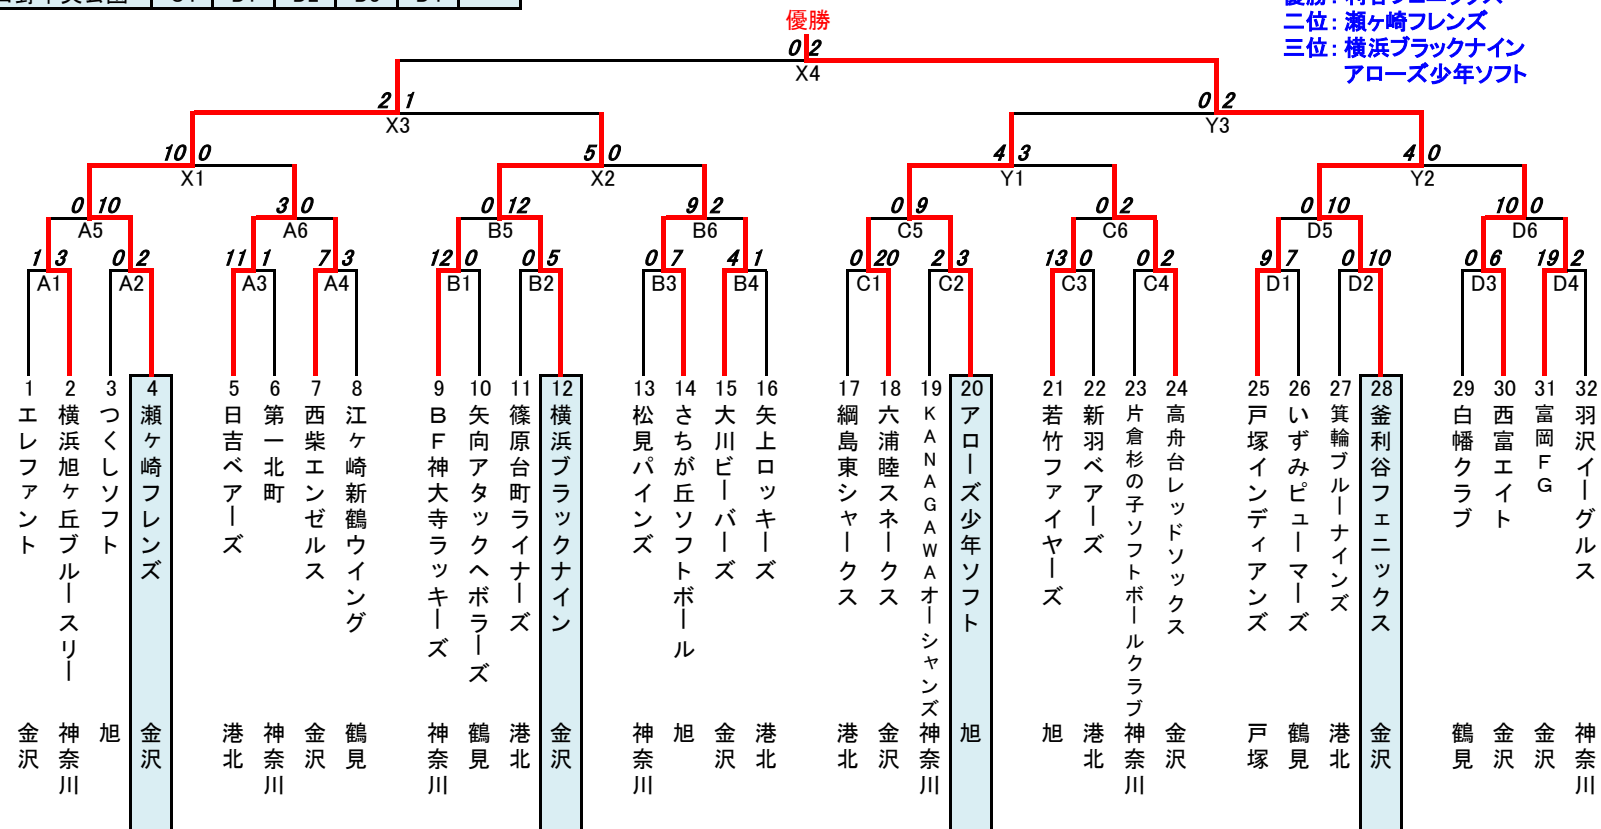 優勝
二位：瀬ヶ崎フレンズ
三位：横浜ブラックナイン
アローズ少年ソフト
0 2
X4
2 1
X3
0 2
Y3
10 0
X1
5 0
X2
4 3
Y1
4 0
Y2
0 10
A5
3 0
A6
0 12
B5
9 2
B6
0 9
C5
0 2
C6
0 10
D5
10 0
D6
1 3
A1
0 2
A2
11 1
A3
7 3
A4
12 0
B1
0 5
B2
0 7
B3
4 1
B4
0 20
C1
2 3
C2
13 0
C3
0 2
C4
9 7
D1
0 10
D2
0 6
D3
19 2
D4
1 エレファント 金沢
2 横浜旭ヶ丘ブルースリー 神奈川
3 つくしソフト 旭
4 瀬ヶ崎フレンズ 金沢
5 日吉ベアーズ 港北
6 第一北町 神奈川
7 西柴エンゼルス 金沢
8 江ヶ崎新鶴ウイング 鶴見
9 ＢＦ神大寺ラッキーズ 神奈川
10 矢向アタックヘボラーズ 鶴見
11 篠原台町ライナーズ 港北
12 横浜ブラックナイン 金沢
13 松見パインズ 神奈川
14 さちが丘ソフトボール 旭
15 大川ビーバーズ 金沢
16 矢上ロッキーズ 港北
17 綱島東シャークス 港北
18 六浦睦スネークス 金沢
19 ＫＡＮＡＧＡＷＡオーシャンズ 神奈川
20 アローズ少年ソフト 旭
21 若竹ファイヤーズ 旭
22 新羽ベアーズ 港北
23 片倉杉の子ソフトボールクラブ 神奈川
24 高舟台レッドソックス 金沢
25 戸塚インディアンズ 戸塚
26 いずみピューマーズ 鶴見
27 箕輪ブルーナインズ 港北
28 釜利谷フェニックス 金沢
29 白幡クラブ 鶴見
30 西富エイト 金沢
31 富岡ＦＧ 金沢
32 羽沢イーグルス 神奈川